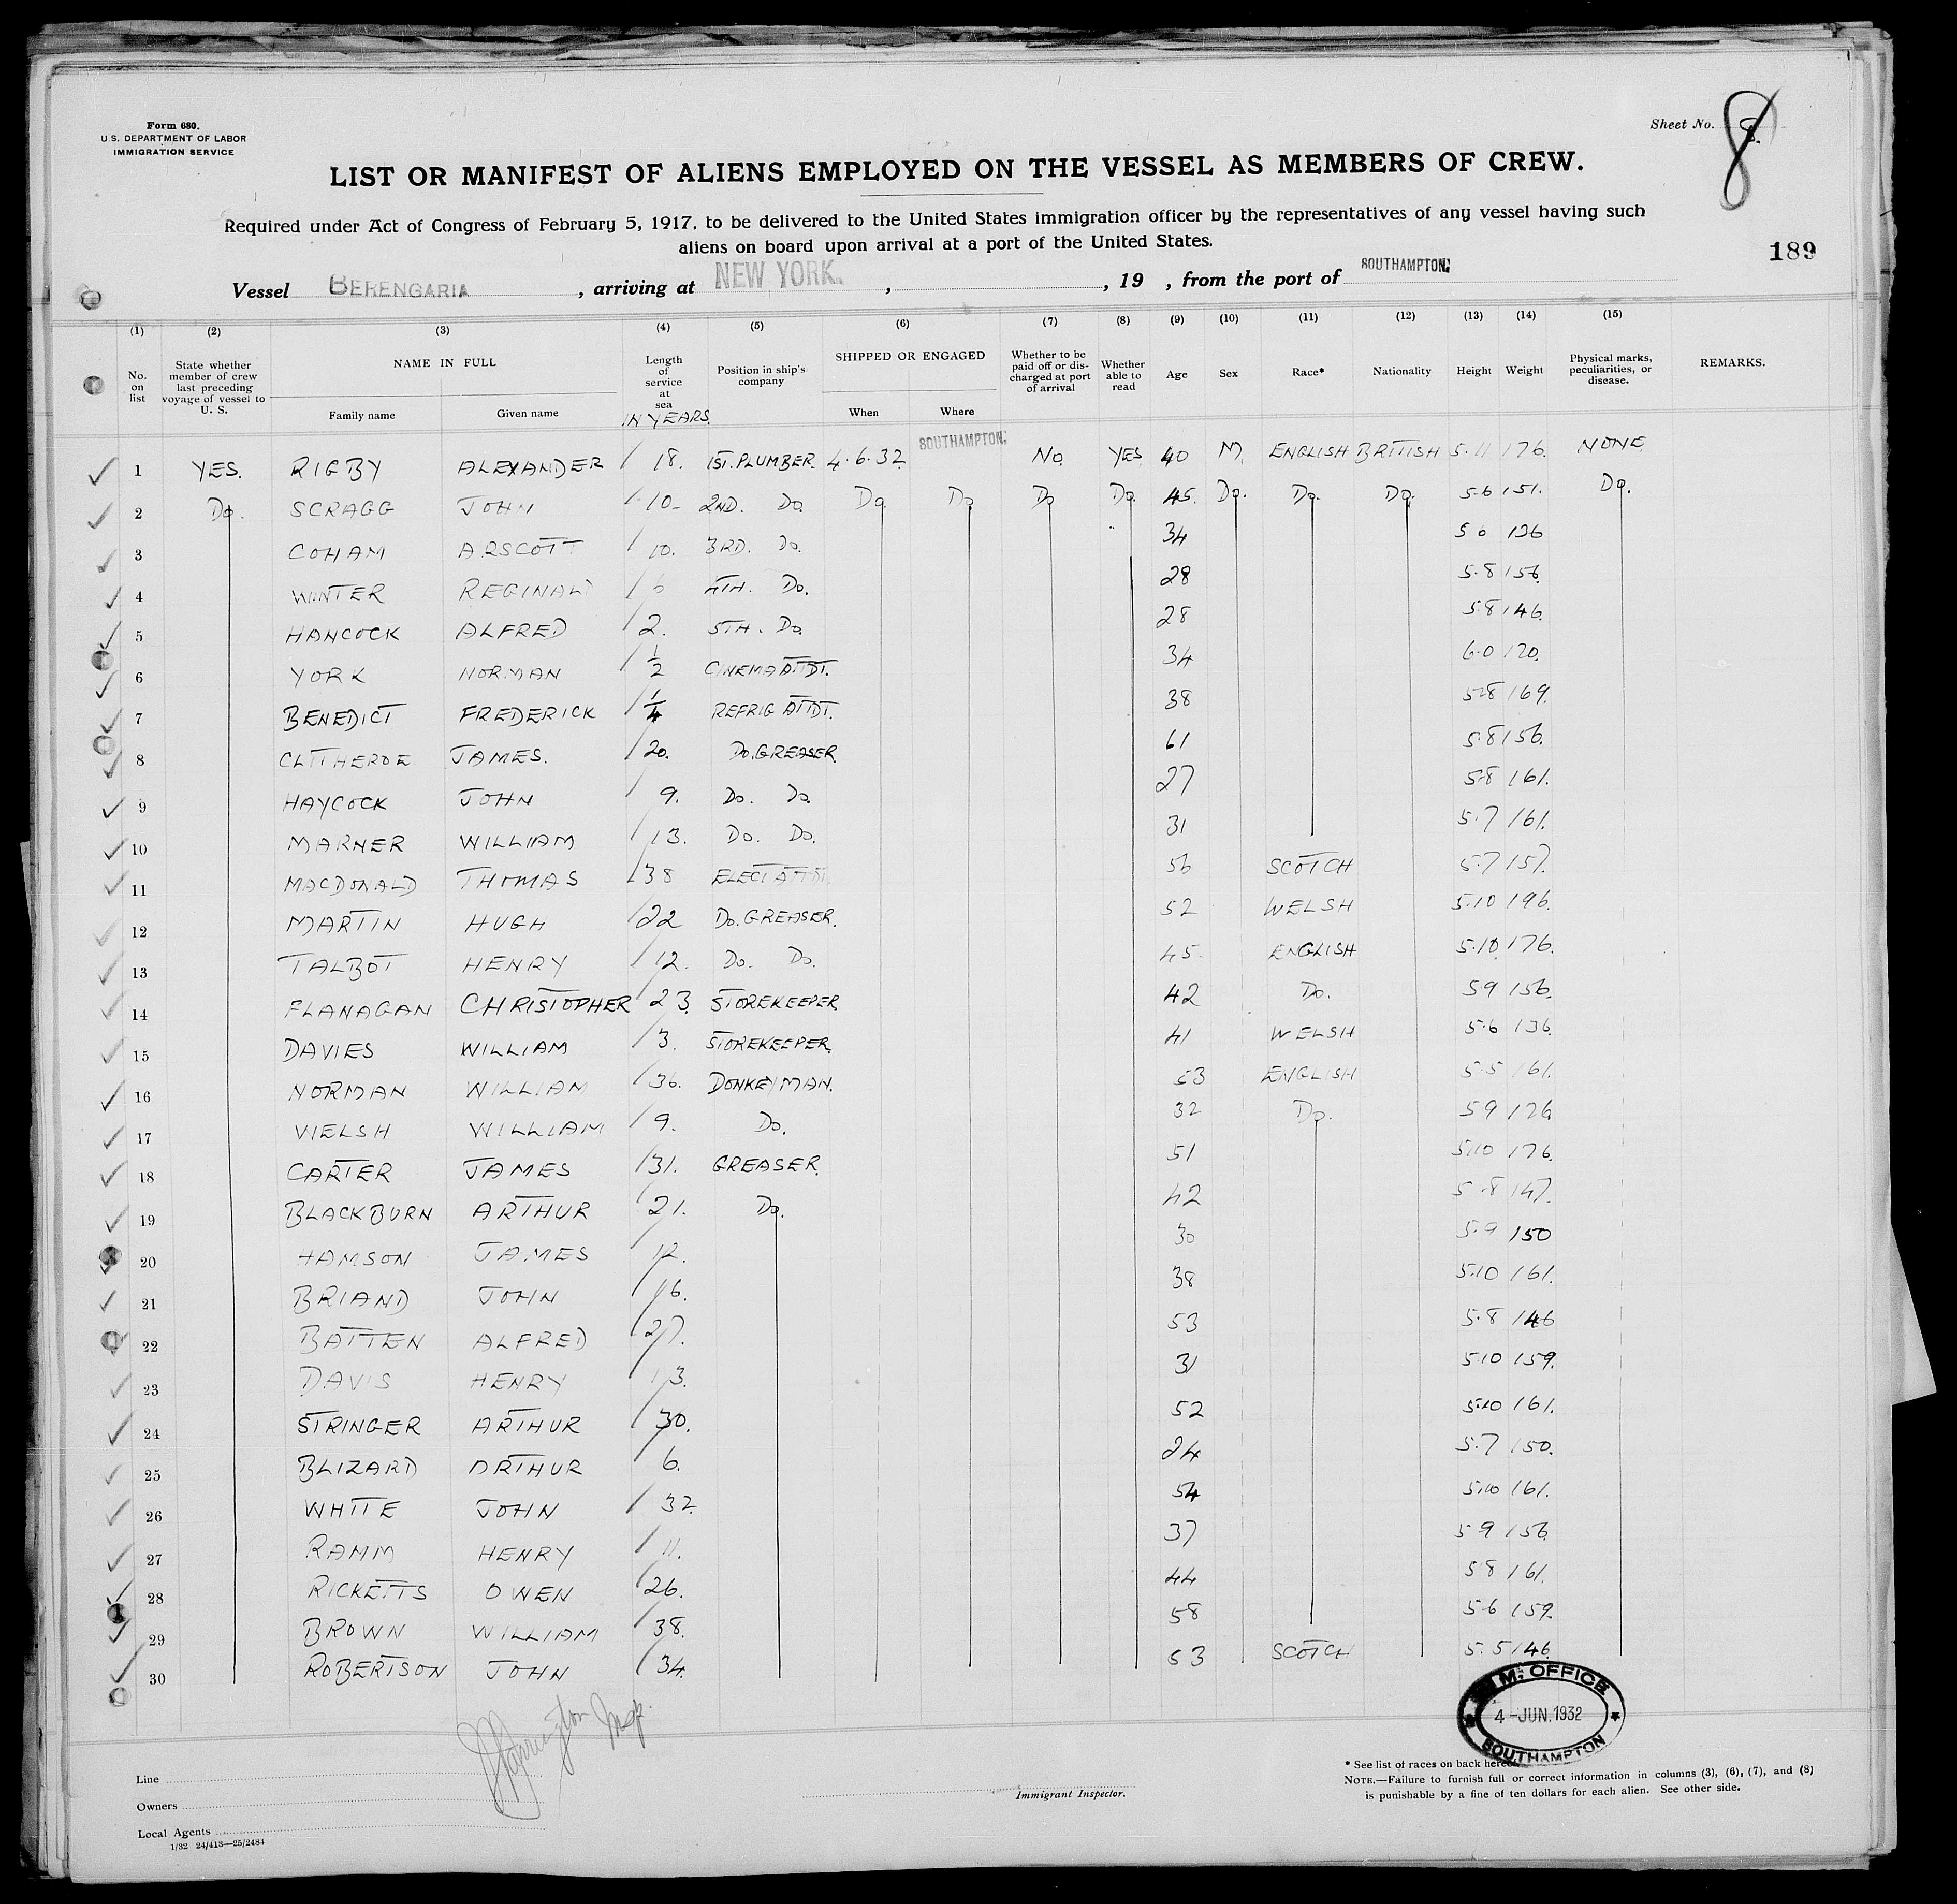 Form 680.
U.S. DEPARTMENT OF LABOR
IMMIGRATION SERVICE
Sheet No. 8.
8
LIST OR MANIFEST OF ALIENS EMPLOYED ON THE VESSEL AS MEMBERS OF CREW.
Required under Act of Congress of February 5, 1917, to be delivered to the United States immigration officer by the representatives of any vessel having such
aliens on board upon arrival at a port of the United States.
189
Vessel BERENGARIA , arriving at NEW YORK. , , 19 , from the port of SOUTHAMPTON.
(1) (2) (3) (4) (5) (6) (7) (8) (9) (10) (11) (12) (13) (14) (15)
No. on list State whether member of crew last preceding voyage of vessel to U. S. NAME IN FULL Family name Given name Length of service at sea IN YEARS. Position in ship's company SHIPPED OR ENGAGED When Where Whether to be paid off or discharged at port of arrival Whether able to read Age Sex Race* Nationality Height Weight Physical marks, peculiarities, or disease. REMARKS.
1 YES. RIGBY ALEXANDER 18. 1ST. PLUMBER. 4.6.32 SOUTHAMPTON. No. YES 40 M. ENGLISH BRITISH 5.11 176. NONE
2 Do. SCRAGG JOHN 10 2ND. Do. Do. Do. Do Do. 45. Do. Do. Do. 5.6 151. Do.
3 COHAM ARSCOTT 10. 3RD. Do. 34 5 0 136
4 WINTER REGINALD 6 4TH. Do. 28 5.8 156.
5 HANCOCK ALFRED 2. 5TH. Do. 28 5.8 146.
6 YORK NORMAN 1/2 CINEMA ATTDT. 34 6.0 120.
7 BENEDICT FREDERICK 1/4 REFRIG ATTDT. 38 5.8 169.
8 CLITHEROE JAMES. 20. Do. GREASER 61 5.8 156.
9 HAYCOCK JOHN 9. Do. Do. 27 5.8 161.
10 MARNER WILLIAM 13. Do. Do. 31 5.7 161.
11 MACDONALD THOMAS 38 ELECT ATTDT. 56 SCOTCH 5.7 157.
12 MARTIN HUGH 22 Do. GREASER. 52 WELSH 5.10 196.
13 TALBOT HENRY 12. Do. Do. 45 ENGLISH 5.10 176.
14 FLANAGAN CHRISTOPHER 23. STOREKEEPER 42 Do. 5 9 156.
15 DAVIES WILLIAM 3. STOREKEEPER 41 WELSH 5.6 136.
16 NORMAN WILLIAM 36. DONKEYMAN. 53 ENGLISH 5.5 161.
17 WELSH WILLIAM 9. Do. 32 Do. 5 9 126
18 CARTER JAMES 31. GREASER. 51 5.10 176.
19 BLACKBURN ARTHUR 21. Do. 42 5.8 147.
20 HAMSON JAMES 12. 30 5.9 150
21 BRIAND JOHN 16. 38 5.10 161.
22 BATTEN ALFRED 27. 53 5.8 146
23 DAVIS HENRY 13. 31 5.10 159.
24 STRINGER ARTHUR 30. 52 5.10 161.
25 BLIZARD ARTHUR 6. 24 5.7 150.
26 WHITE JOHN 32 54 5.10 161.
27 RAMM HENRY 11. 37 5 9 156
28 RICKETTS OWEN 26. 44 5 8 161.
29 BROWN WILLIAM 38. 58 5.6 159.
30 ROBERTSON JOHN 34. 53 SCOTCH 5.5 146.
M. OFFICE
4 -JUN.1932
SOUTHAMPTON
Insp.
Line
Owners
Local Agents
1/32 24/413—25/2484
Immigrant Inspector.
* See list of races on back
NOTE.—Failure to furnish full or correct information in columns (3), (6), (7), and (8)
is punishable by a fine of ten dollars for each alien. See other side.